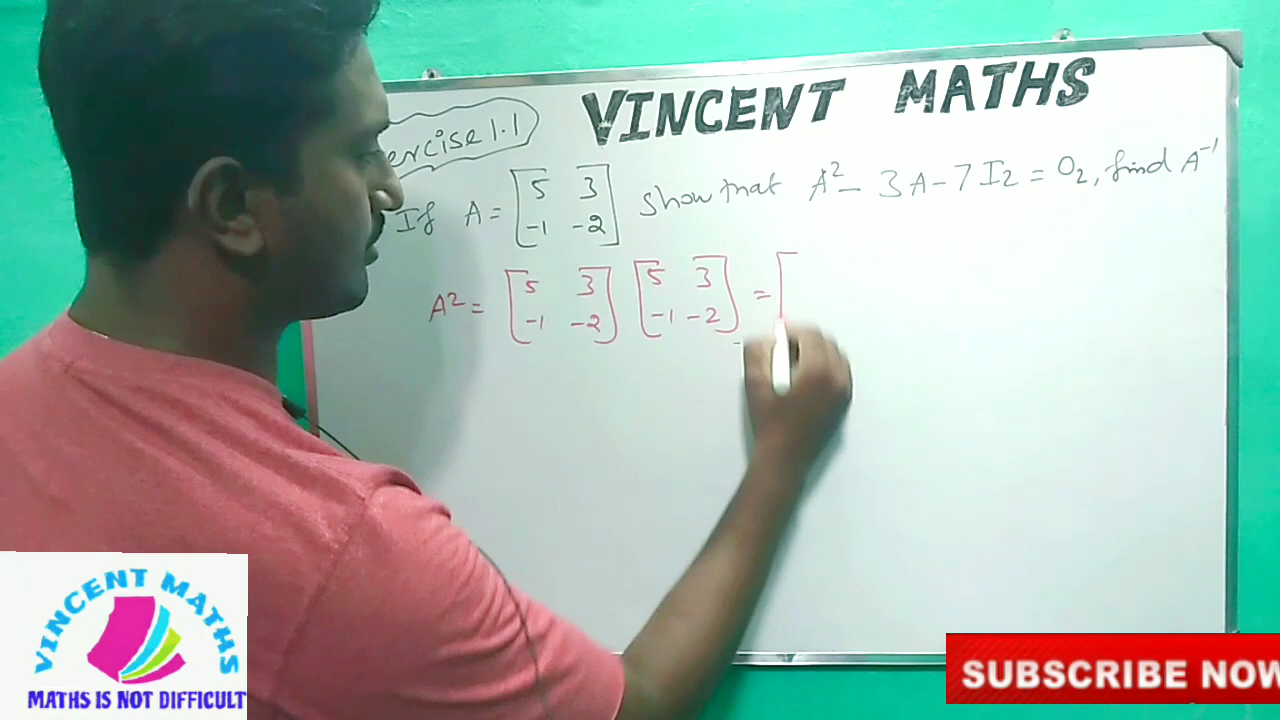 VINCENT MATHS
ercise 1.1
If A = [ 5 3 -1 -2 ] show that A² - 3A - 7I₂ = O₂, find A⁻¹
A² = [ 5 3 -1 -2 ] [ 5 3 -1 -2 ] = [
VINCENT MATHS
MATHS IS NOT DIFFICULT
SUBSCRIBE NOW